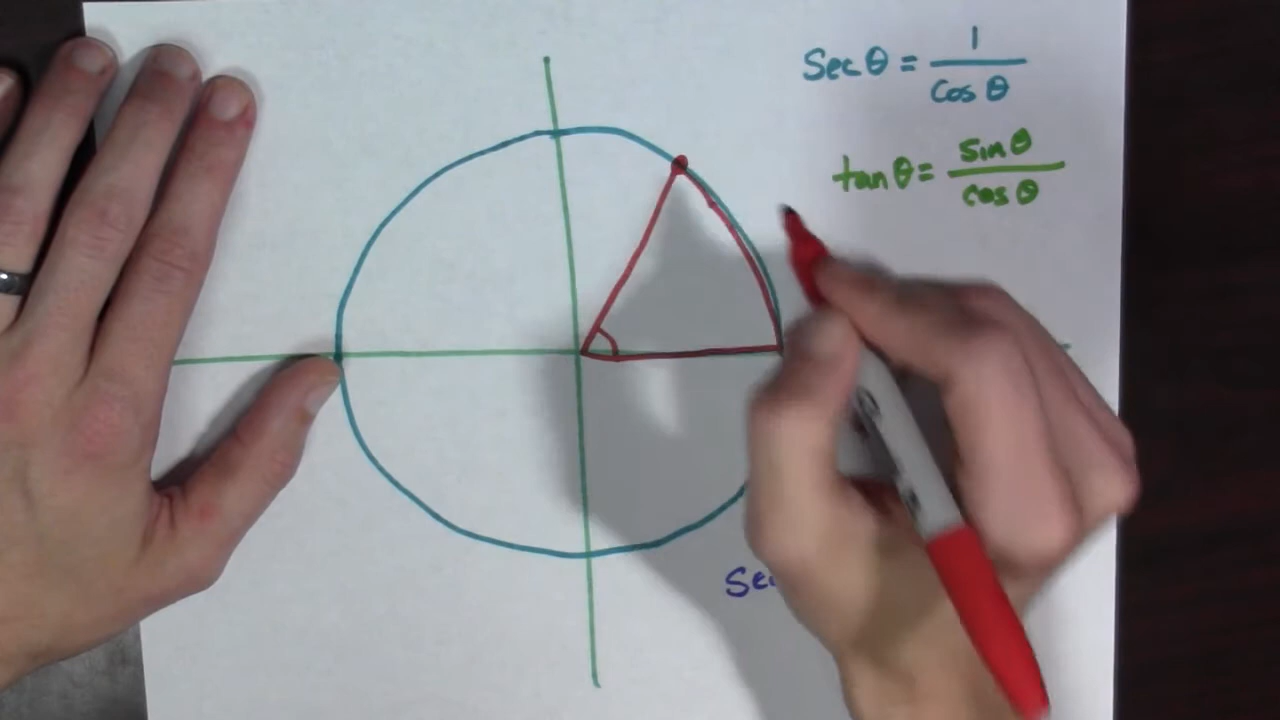 Sec θ = 1 / cos θ
tan θ = sin θ / cos θ